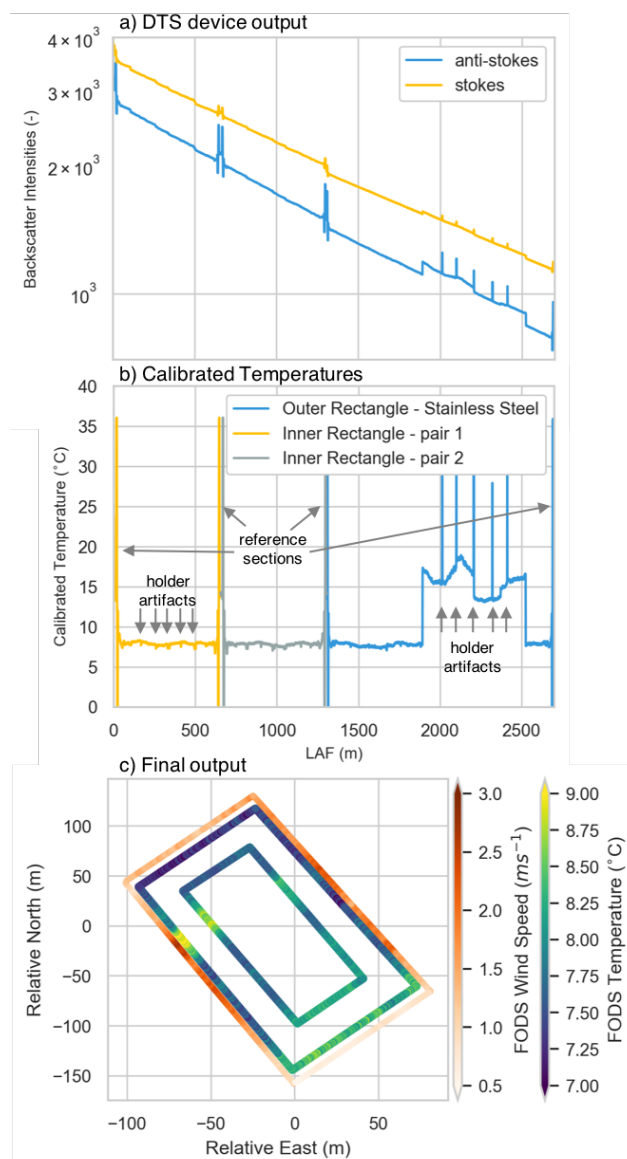 a) DTS device output
4 × 10³
3 × 10³
2 × 10³
10³
Backscatter Intensities (-)
anti-stokes
stokes
b) Calibrated Temperatures
40
35
30
25
20
15
10
5
0
Calibrated Temperature (°C)
Outer Rectangle - Stainless Steel
Inner Rectangle - pair 1
Inner Rectangle - pair 2
reference
sections
holder
artifacts
holder
artifacts
0 500 1000 1500 2000 2500
LAF (m)
c) Final output
100
50
0
−50
−100
−150
Relative North (m)
−100 −50 0 50
Relative East (m)
3.0
2.5
2.0
1.5
1.0
0.5
FODS Wind Speed (ms⁻¹)
9.00
8.75
8.50
8.25
8.00
7.75
7.50
7.25
7.00
FODS Temperature (°C)